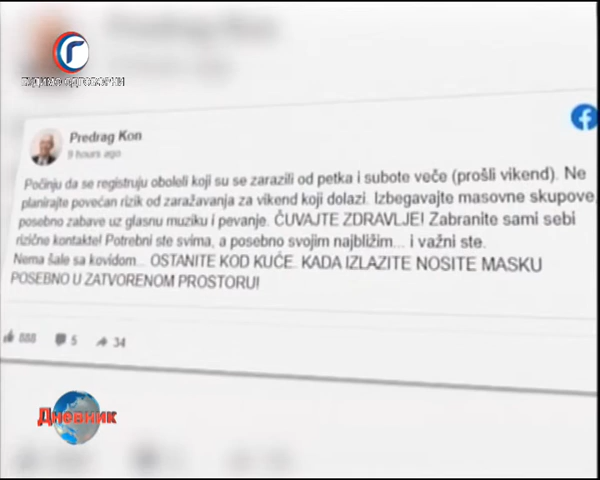 Predrag Kon
9 hours ago
Počinju da se registruju oboleli koji su se zarazili od petka i subote veče (prošli vikend). Ne
planirajte povećan rizik od zaražavanja za vikend koji dolazi. Izbegavajte masovne skupove,
posebno zabave uz glasnu muziku i pevanje. ČUVAJTE ZDRAVLJE! Zabranite sami sebi
rizične kontakte! Potrebni ste svima, a posebno svojim najbližim... i važni ste.
Nema šale sa kovidom... OSTANITE KOD KUĆE. KADA IZLAZITE NOSITE MASKU
POSEBNO U ZATVORENOM PROSTORU!
888 5 34
Дневник